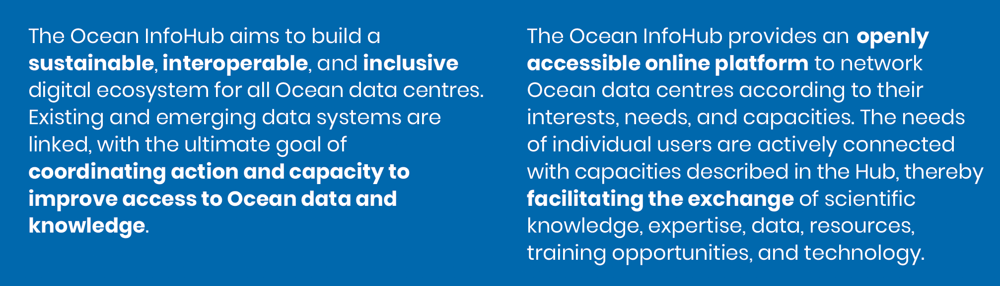 The Ocean InfoHub aims to build a
sustainable, interoperable, and inclusive
digital ecosystem for all Ocean data centres.
Existing and emerging data systems are
linked, with the ultimate goal of
coordinating action and capacity to
improve access to Ocean data and
knowledge.
The Ocean InfoHub provides an openly
accessible online platform to network
Ocean data centres according to their
interests, needs, and capacities. The needs
of individual users are actively connected
with capacities described in the Hub, thereby
facilitating the exchange of scientific
knowledge, expertise, data, resources,
training opportunities, and technology.